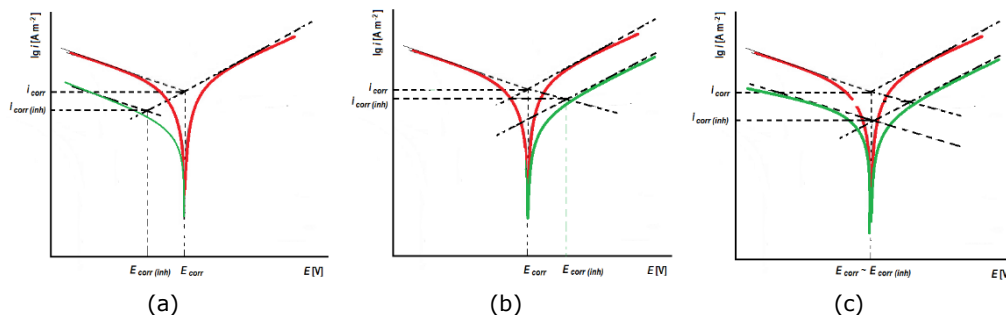 lg i [A m⁻²]
i corr
i corr (inh)
E corr (inh)
E corr
E [V]
(a)
lg i [A m⁻²]
i corr
i corr (inh)
E corr
E corr (inh)
E [V]
(b)
lg i [A m⁻²]
i corr
i corr (inh)
E corr ~ E corr (inh)
E [V
(c)